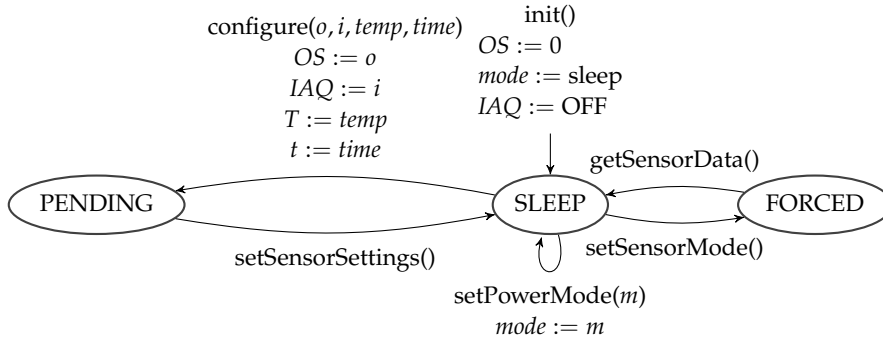 configure(o, i, temp, time)
OS := o
IAQ := i
T := temp
t := time
init()
OS := 0
mode := sleep
IAQ := OFF
getSensorData()
PENDING
SLEEP
FORCED
setSensorSettings()
setSensorMode()
setPowerMode(m)
mode := m